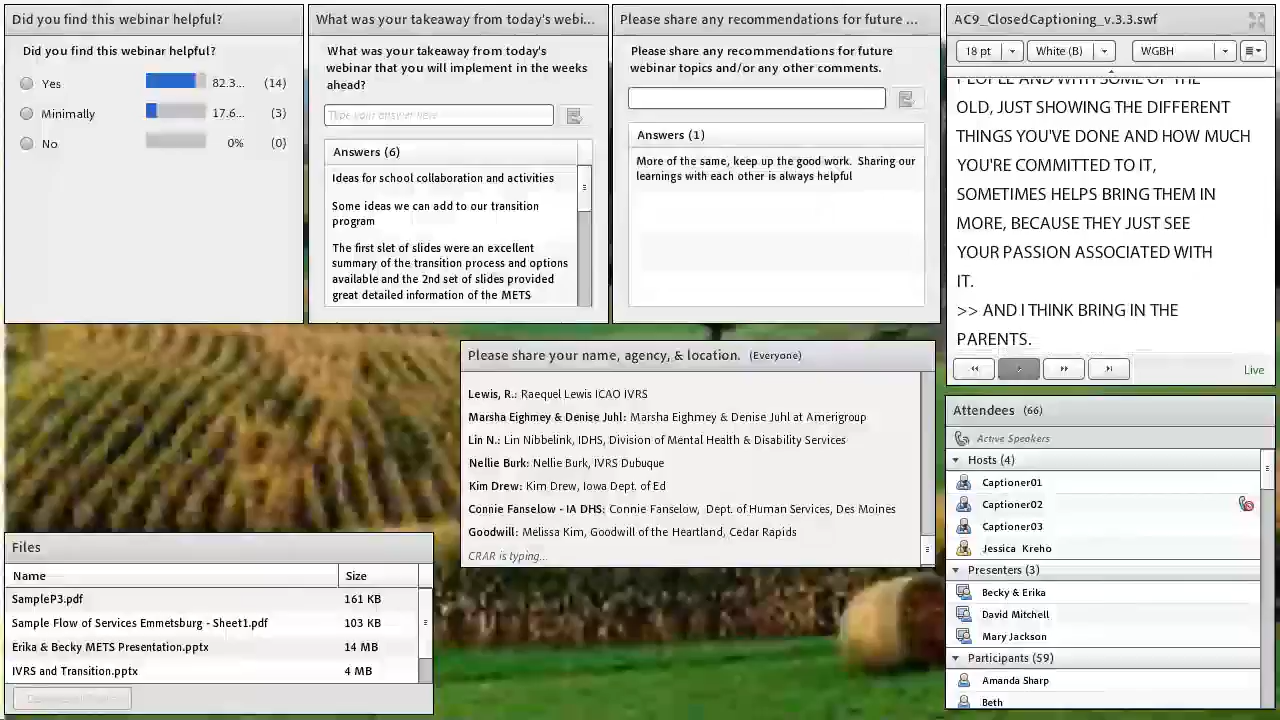 Did you find this webinar helpful?
Did you find this webinar helpful?
Yes 82.3... (14)
Minimally 17.6... (3)
No 0% (0)
What was your takeaway from today's webi...
What was your takeaway from today's
webinar that you will implement in the weeks
ahead?
Type your answer here
Answers (6)
Ideas for school collaboration and activities
Some ideas we can add to our transition
program
The first slet of slides were an excellent
summary of the transition process and options
available and the 2nd set of slides provided
great detailed information of the METS
Please share any recommendations for future ...
Please share any recommendations for future
webinar topics and/or any other comments.
Answers (1)
More of the same, keep up the good work. Sharing our
learnings with each other is always helpful
AC9_ClosedCaptioning_v.3.3.swf
18 pt White (B) WGBH
PEOPLE AND WITH SOME OF THE
OLD, JUST SHOWING THE DIFFERENT
THINGS YOU'VE DONE AND HOW MUCH
YOU'RE COMMITTED TO IT,
SOMETIMES HELPS BRING THEM IN
MORE, BECAUSE THEY JUST SEE
YOUR PASSION ASSOCIATED WITH
IT.
>> AND I THINK BRING IN THE
PARENTS.
Live
Please share your name, agency, & location. (Everyone)
Lewis, R.: Raequel Lewis ICAO IVRS
Marsha Eighmey & Denise Juhl: Marsha Eighmey & Denise Juhl at Amerigroup
Lin N.: Lin Nibbelink, IDHS, Division of Mental Health & Disability Services
Nellie Burk: Nellie Burk, IVRS Dubuque
Kim Drew: Kim Drew, Iowa Dept. of Ed
Connie Fanselow - IA DHS: Connie Fanselow, Dept. of Human Services, Des Moines
Goodwill: Melissa Kim, Goodwill of the Heartland, Cedar Rapids
CRAR is typing...
Files
Name Size
SampleP3.pdf 161 KB
Sample Flow of Services Emmetsburg - Sheet1.pdf 103 KB
Erika & Becky METS Presentation.pptx 14 MB
IVRS and Transition.pptx 4 MB
Attendees (66)
Active Speakers
Hosts (4)
Captioner01
Captioner02
Captioner03
Jessica Kreho
Presenters (3)
Becky & Erika
David Mitchell
Mary Jackson
Participants (59)
Amanda Sharp
Beth